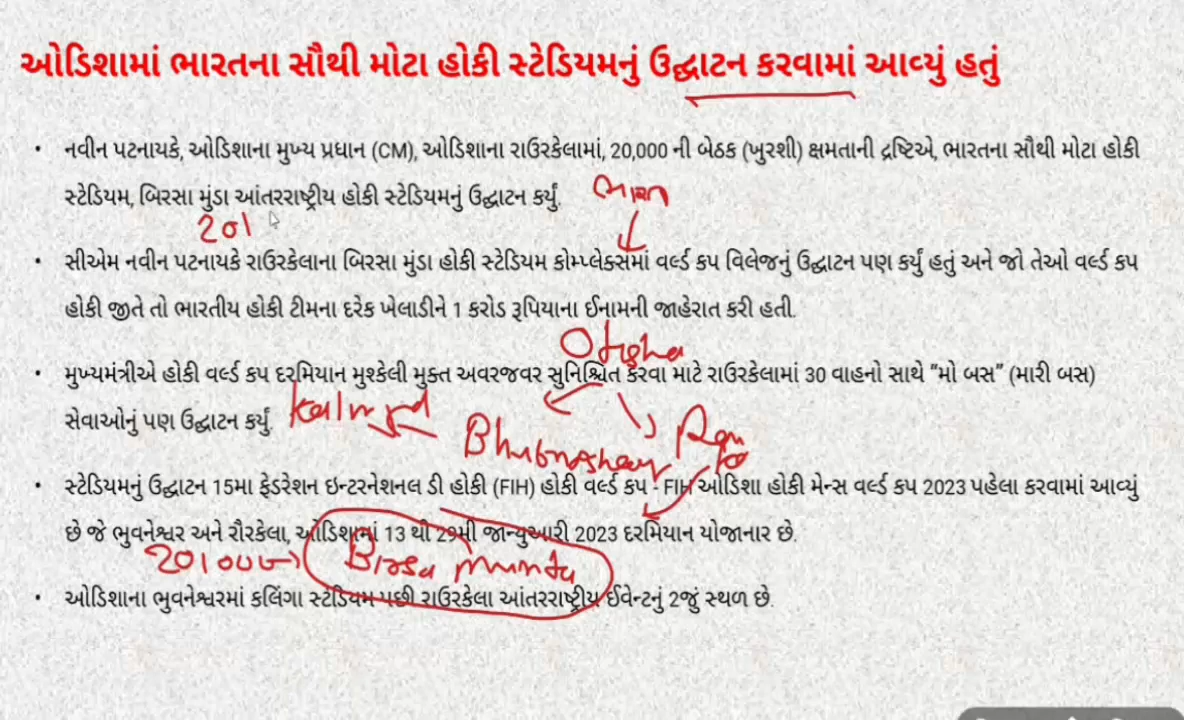 ઓડિશામાં ભારતના સૌથી મોટા હોકી સ્ટેડિયમનું ઉદ્ઘાટન કરવામાં આવ્યું હતું
• નવીન પટનાયકે, ઓડિશાના મુખ્ય પ્રધાન (CM), ઓડિશાના રાઉરકેલામાં, 20,000 ની બેઠક (ખુરશી) ક્ષમતાની દ્રષ્ટિએ, ભારતના સૌથી મોટા હોકી
સ્ટેડિયમ, બિરસા મુંડા આંતરરાષ્ટ્રીય હોકી સ્ટેડિયમનું ઉદ્ઘાટન કર્યું.
ભારત
201
• સીએમ નવીન પટનાયકે રાઉરકેલાના બિરસા મુંડા હોકી સ્ટેડિયમ કોમ્પ્લેક્સમાં વર્લ્ડ કપ વિલેજનું ઉદ્ઘાટન પણ કર્યું હતું અને જો તેઓ વર્લ્ડ કપ
હોકી જીતે તો ભારતીય હોકી ટીમના દરેક ખેલાડીને 1 કરોડ રૂપિયાના ઈનામની જાહેરાત કરી હતી.
• મુખ્યમંત્રીએ હોકી વર્લ્ડ કપ દરમિયાન મુશ્કેલી મુક્ત અવરજવર સુનિશ્ચિત કરવા માટે રાઉરકેલામાં 30 વાહનો સાથે "મો બસ" (મારી બસ)
સેવાઓનું પણ ઉદ્ઘાટન કર્યું.
• સ્ટેડિયમનું ઉદ્ઘાટન 15મા ફેડરેશન ઇન્ટરનેશનલ ડી હોકી (FIH) હોકી વર્લ્ડ કપ - FIH ઓડિશા હોકી મેન્સ વર્લ્ડ કપ 2023 પહેલા કરવામાં આવ્યું
છે જે ભુવનેશ્વર અને રૌરકેલા, ઓડિશામાં 13 થી 29મી જાન્યુઆરી 2023 દરમિયાન યોજાનાર છે.
Birsa munda
• ઓડિશાના ભુવનેશ્વરમાં કલિંગા સ્ટેડિયમ પછી રાઉરકેલા આંતરરાષ્ટ્રીય ઈવેન્ટનું 2જું સ્થળ છે.